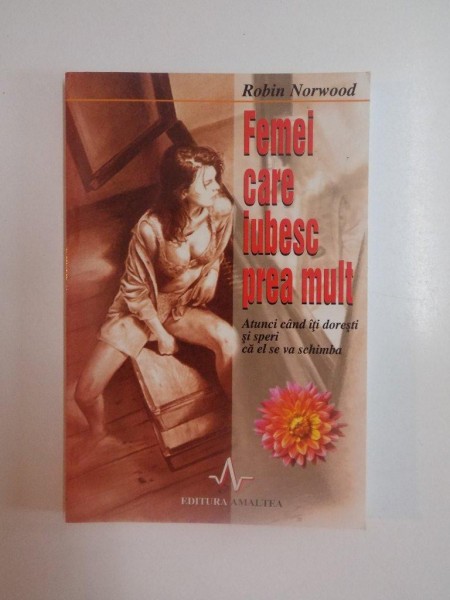 Robin Norwood
Femei
care
iubesc
prea mult
Atunci când îți dorești
și speri
că el se va schimba
EDITURA AMALTEA